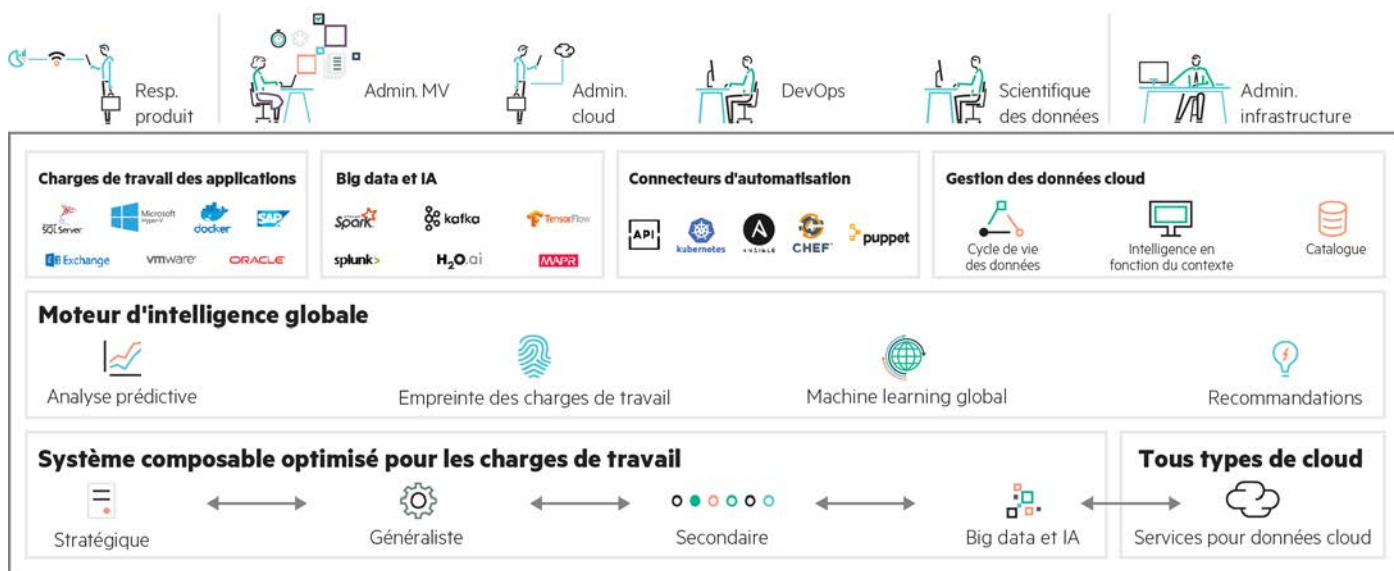 Resp.
produit
Admin. MV
Admin.
cloud
DevOps
Scientifique
des données
Admin.
infrastructure
Charges de travail des applications
SQL Server
Microsoft
Hyper-V
docker
SAP
Exchange
vmware
ORACLE
Big data et IA
Spark
kafka
TensorFlow
splunk>
H2O.ai
MAPR
Connecteurs d'automatisation
API
kubernetes
ANSIBLE
CHEF
puppet
Gestion des données cloud
Cycle de vie
des données
Intelligence en
fonction du contexte
Catalogue
Moteur d'intelligence globale
Analyse prédictive
Empreinte des charges de travail
Machine learning global
Recommandations
Système composable optimisé pour les charges de travail
Stratégique
Généraliste
Secondaire
Big data et IA
Tous types de cloud
Services pour données cloud